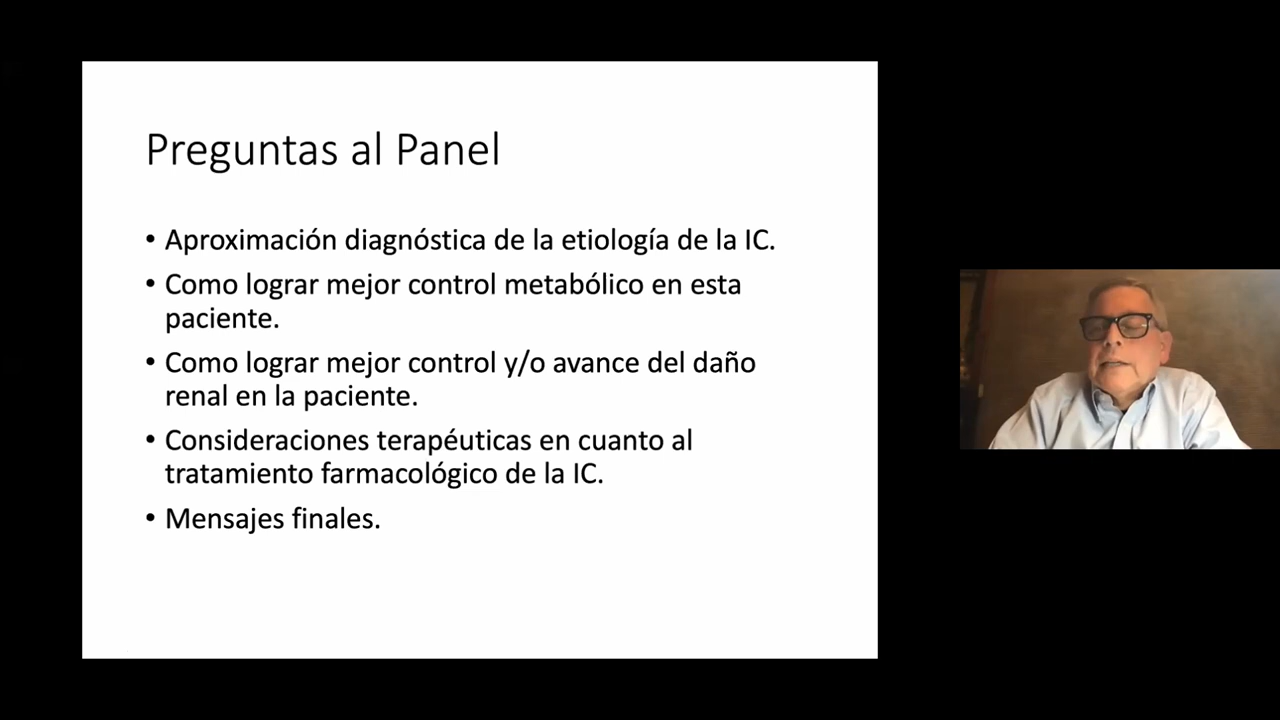 Preguntas al Panel
• Aproximación diagnóstica de la etiología de la IC.
• Como lograr mejor control metabólico en esta
paciente.
• Como lograr mejor control y/o avance del daño
renal en la paciente.
• Consideraciones terapéuticas en cuanto al
tratamiento farmacológico de la IC.
• Mensajes finales.